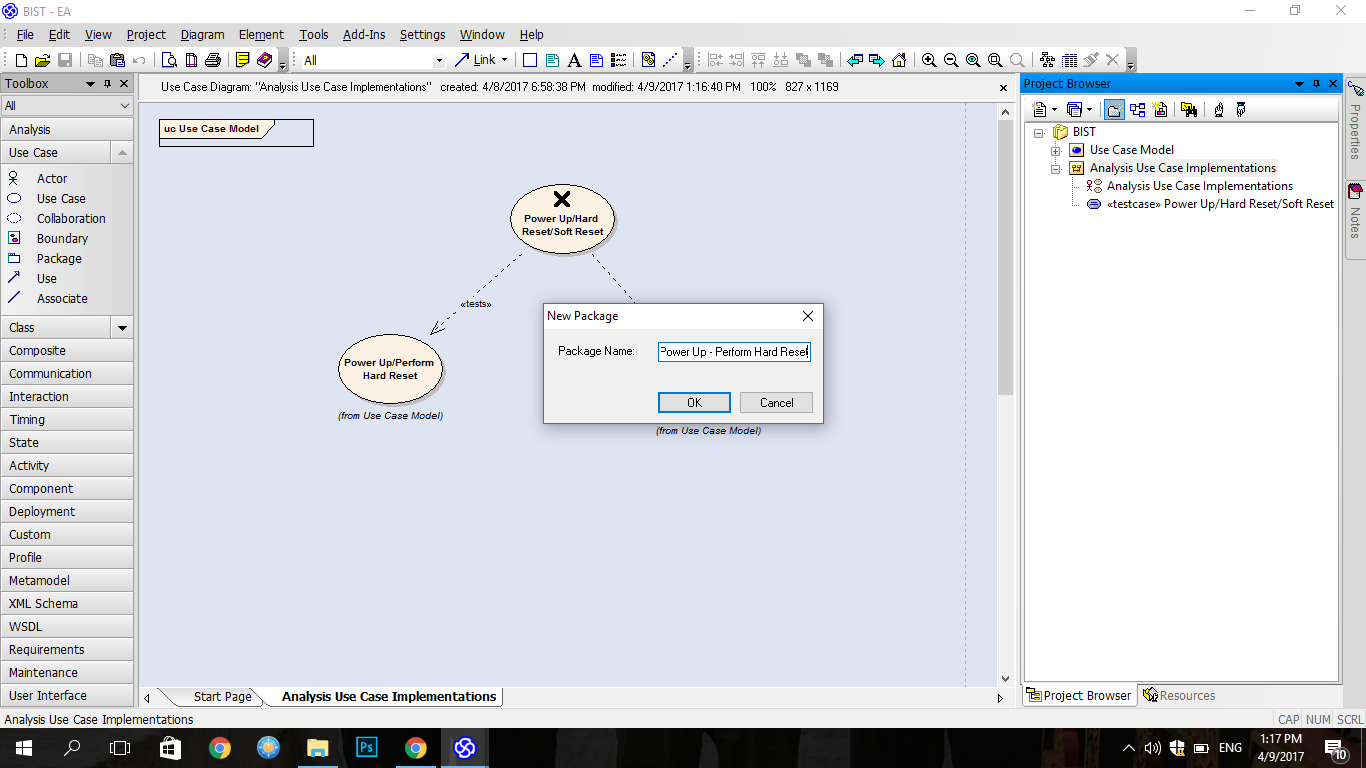 BIST - EA
File Edit View Project Diagram Element Tools Add-Ins Settings Window Help
All Link A
Toolbox
All
Analysis
Use Case
Actor
Use Case
Collaboration
Boundary
Package
Use
Associate
Class
Composite
Communication
Interaction
Timing
State
Activity
Component
Deployment
Custom
Profile
Metamodel
XML Schema
WSDL
Requirements
Maintenance
User Interface
Use Case Diagram: "Analysis Use Case Implementations" created: 4/8/2017 6:58:38 PM modified: 4/9/2017 1:16:40 PM 100% 827 x 1169
uc Use Case Model
Power Up/Hard
Reset/Soft Reset
«tests»
Power Up/Perform
Hard Reset
(from Use Case Model)
New Package
Package Name: Power Up - Perform Hard Reset
OK Cancel
(from Use Case Model)
Start Page Analysis Use Case Implementations
Project Browser
BIST
Use Case Model
Analysis Use Case Implementations
Analysis Use Case Implementations
«testcase» Power Up/Hard Reset/Soft Reset
Project Browser Resources
Properties
Notes
Analysis Use Case Implementations
CAP NUM SCRL
Ps
ENG
1:17 PM
4/9/2017
10